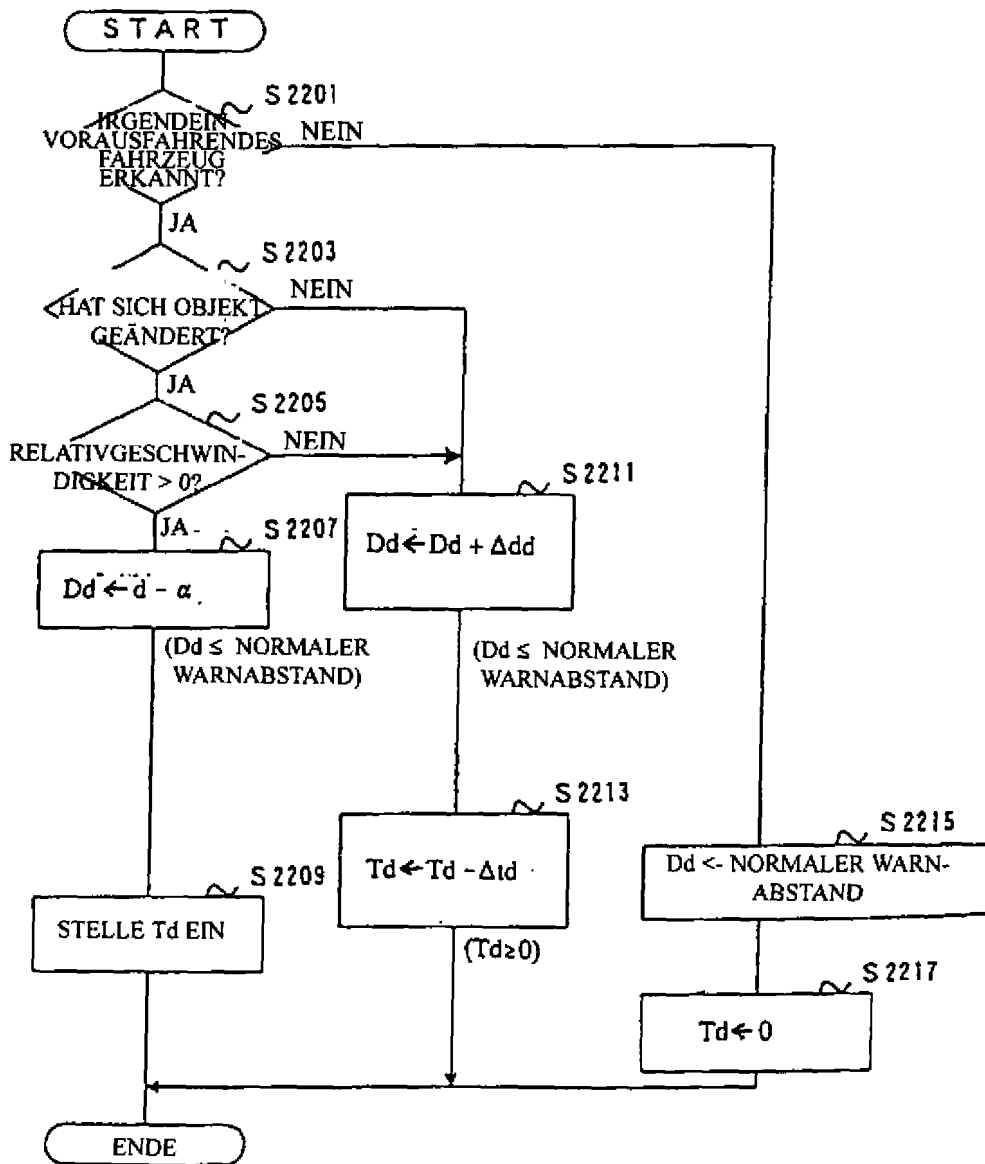 START
S 2201
IRGENDEIN
VORAUSFAHRENDES
FAHRZEUG
ERKANNT?
NEIN
JA
S 2203
HAT SICH OBJEKT
GEÄNDERT?
NEIN
JA
S 2205
RELATIVGESCHWIN-
DIGKEIT > 0?
NEIN
JA
S 2207
Dd ← d - α
(Dd ≤ NORMALER
WARNABSTAND)
S 2211
Dd ← Dd + Δdd
(Dd ≤ NORMALER
WARNABSTAND)
S 2213
Td ← Td - Δtd
(Td≥0)
S 2209
STELLE Td EIN
S 2215
Dd <- NORMALER WARN-
ABSTAND
S 2217
Td ← 0
ENDE